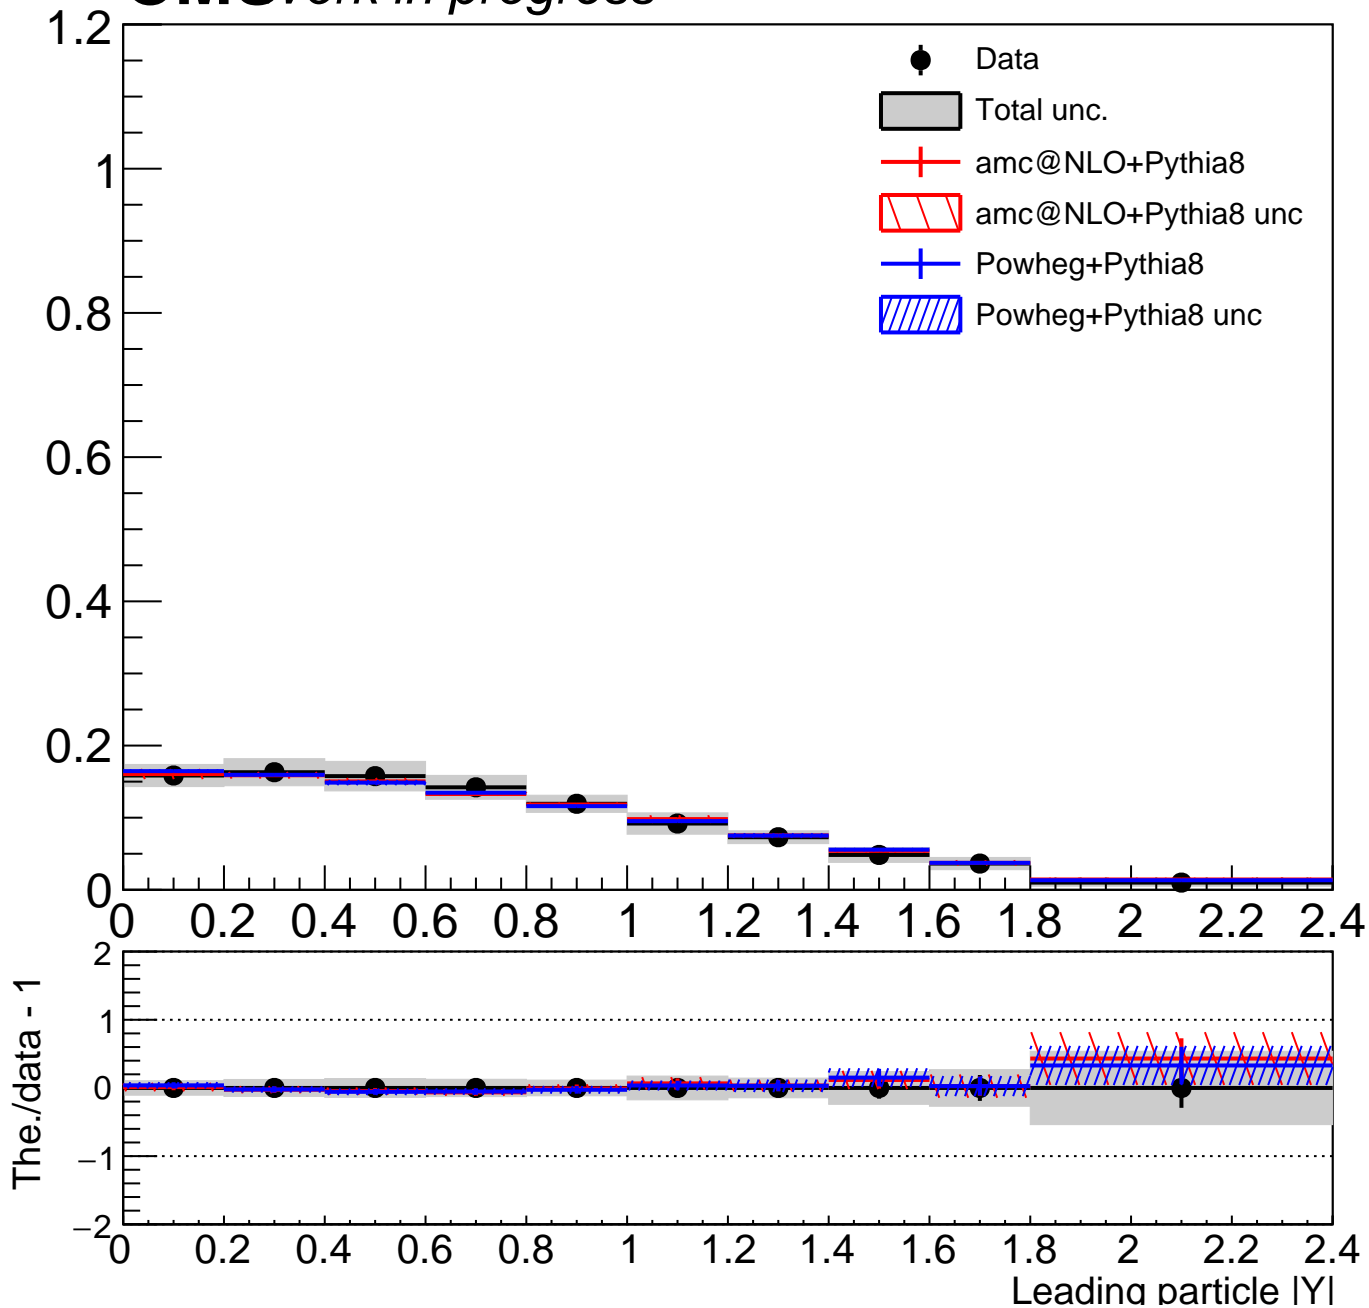 in progress
1.2
Data
Total unc.
1
amc@NLO+Pythia8
amc@NLO+Pythia8 unc
Powheg+Pythia8
0.8
Powheg+Pythia8 unc
0.6
0.4
0.2
0
0 0.2 0.4 0.6 0.8 1 1.2 1.4 1.6 1.8 2 2.2 2.4
2
1
0
−1
−2
The./data - 1
0 0.2 0.4 0.6 0.8 1 1.2 1.4 1.6 1.8 2 2.2 2.4
Leading particle |Y|